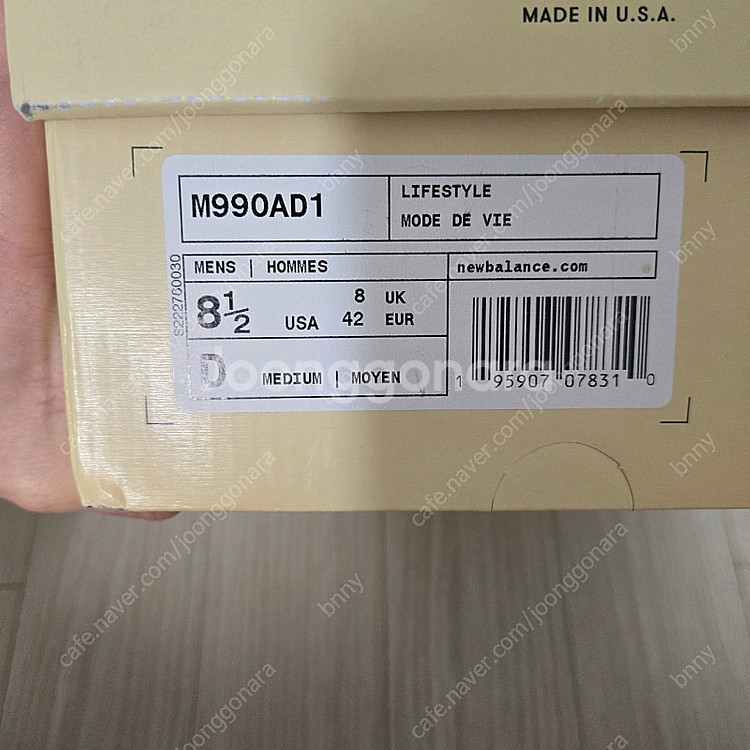 MADE IN U.S.A.
M990AD1
LIFESTYLE
MODE DE VIE
MENS | HOMMES
newbalance.com
8½ USA
8 UK
42 EUR
D MEDIUM | MOYEN
S222760030
1 95907 07831 0
joonggonara
cafe.naver.com/joonggonara
bnny